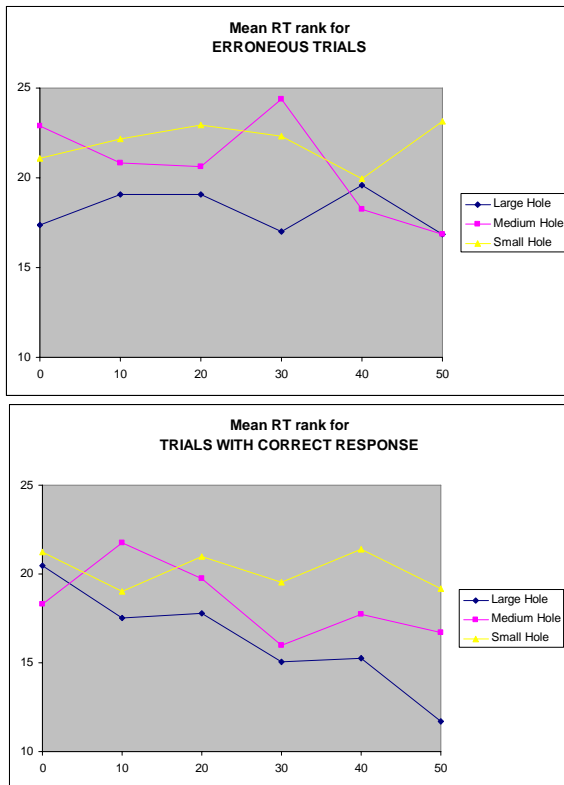 Mean RT rank for
ERRONEOUS TRIALS
25
20
15
10
0 10 20 30 40 50
Large Hole
Medium Hole
Small Hole
Mean RT rank for
TRIALS WITH CORRECT RESPONSE
25
20
15
10
0 10 20 30 40 50
Large Hole
Medium Hole
Small Hole